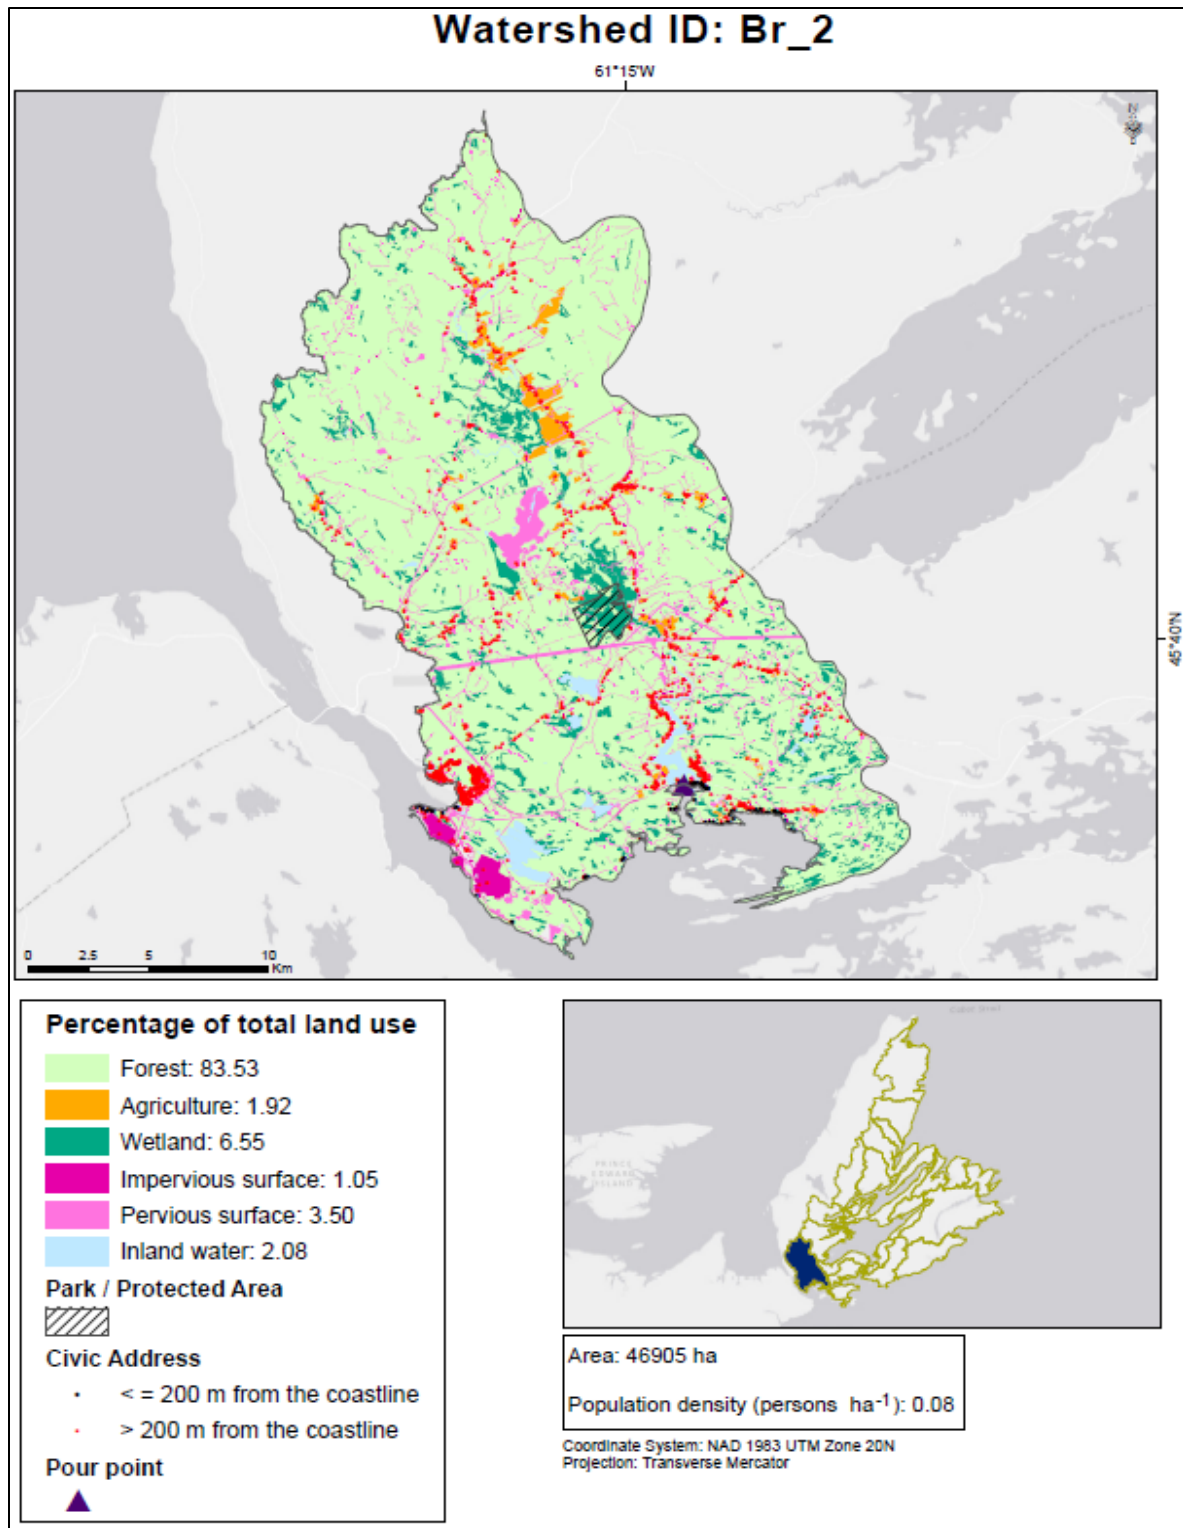 Watershed ID: Br_2
61°15'W
N
45°40'N
0 2.5 5 10
Km
Percentage of total land use
Forest: 83.53
Agriculture: 1.92
Wetland: 6.55
Impervious surface: 1.05
Pervious surface: 3.50
Inland water: 2.08
Park / Protected Area
Civic Address
< = 200 m from the coastline
> 200 m from the coastline
Pour point
PRINCE
EDWARD
ISLAND
Area: 46905 ha
Population density (persons ha-1): 0.08
Coordinate System: NAD 1983 UTM Zone 20N
Projection: Transverse Mercator